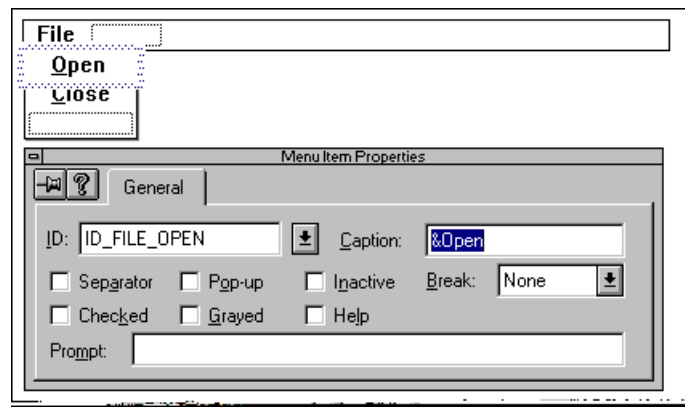 File
Open
Close
Menu Item Properties
General
ID: ID_FILE_OPEN Caption: &Open
Separator Pop-up Inactive Break: None
Checked Grayed Help
Prompt: